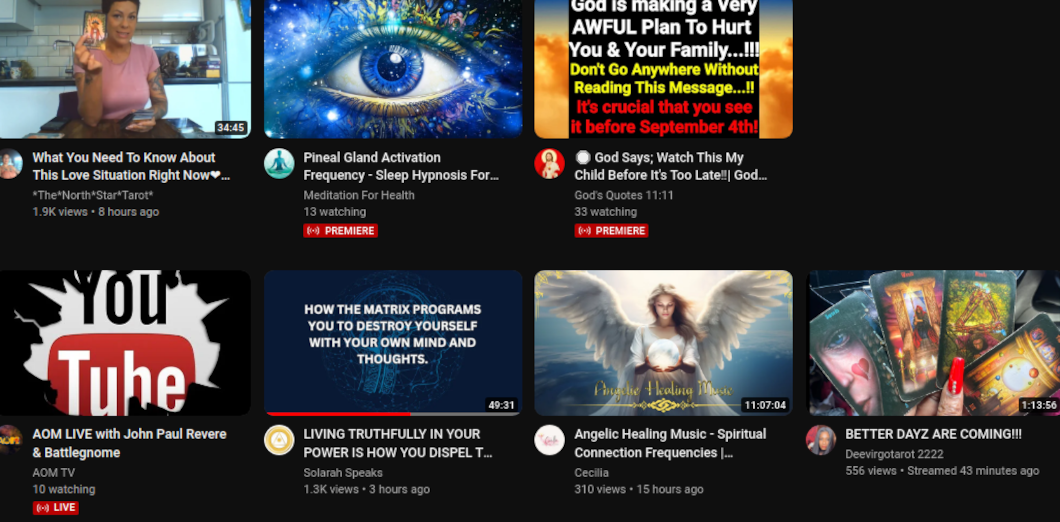 34:45
God is making a Very
AWFUL Plan To Hurt
You & Your Family...!!!
Don't Go Anywhere Without
Reading This Message...!!
It's crucial that you see
it before September 4th!
What You Need To Know About
This Love Situation Right Now❤...
*The*North*Star*Tarot*
1.9K views • 8 hours ago
Pineal Gland Activation
Frequency - Sleep Hypnosis For...
Meditation For Health
13 watching
PREMIERE
God Says; Watch This My
Child Before It's Too Late!!| God...
God's Quotes 11:11
33 watching
PREMIERE
You
Tube
HOW THE MATRIX PROGRAMS
YOU TO DESTROY YOURSELF
WITH YOUR OWN MIND AND
THOUGHTS.
49:31
Angelic Healing Music
11:07:04
1:13:56
AOM LIVE with John Paul Revere
& Battlegnome
AOM TV
10 watching
LIVE
LIVING TRUTHFULLY IN YOUR
POWER IS HOW YOU DISPEL T...
Solarah Speaks
1.3K views • 3 hours ago
Angelic Healing Music - Spiritual
Connection Frequencies |...
Cecilia
310 views • 15 hours ago
BETTER DAYZ ARE COMING!!!
Deevirgotarot 2222
556 views • Streamed 43 minutes ago